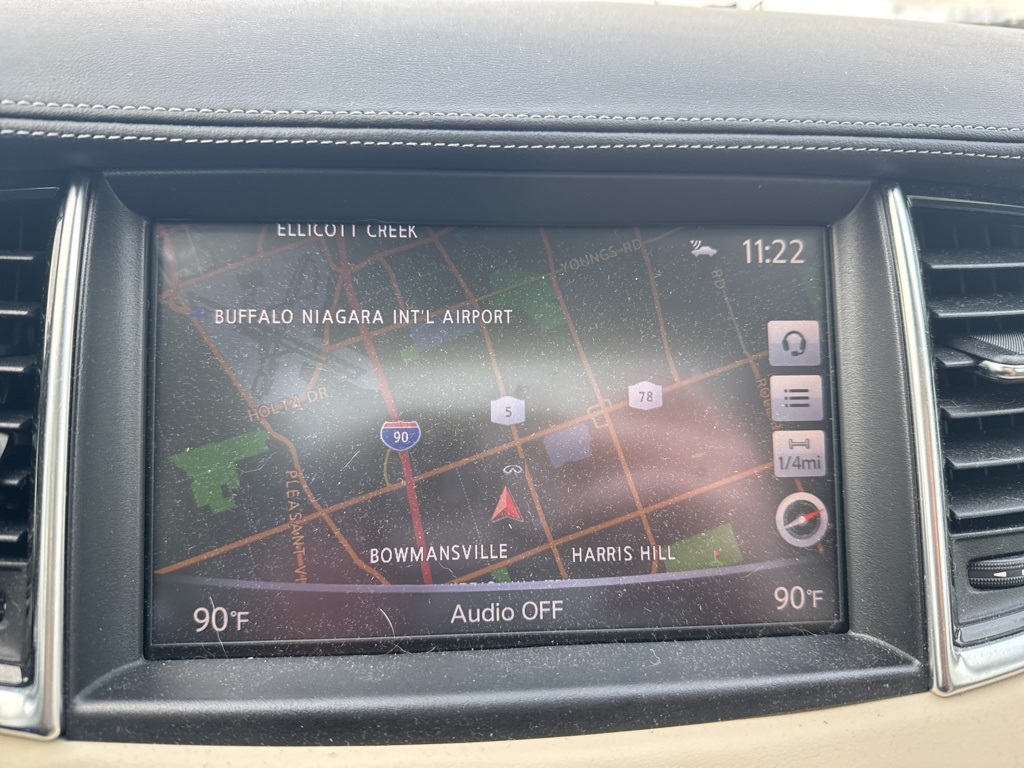 ELLICOTT CREEK
YOUNGS RD
11:22
RD
BUFFALO NIAGARA INT'L AIRPORT
HOLTZ DR
5
78
90
1/4mi
PLEASANT VI
BOWMANSVILLE
HARRIS HILL
90°F
Audio OFF
90°F